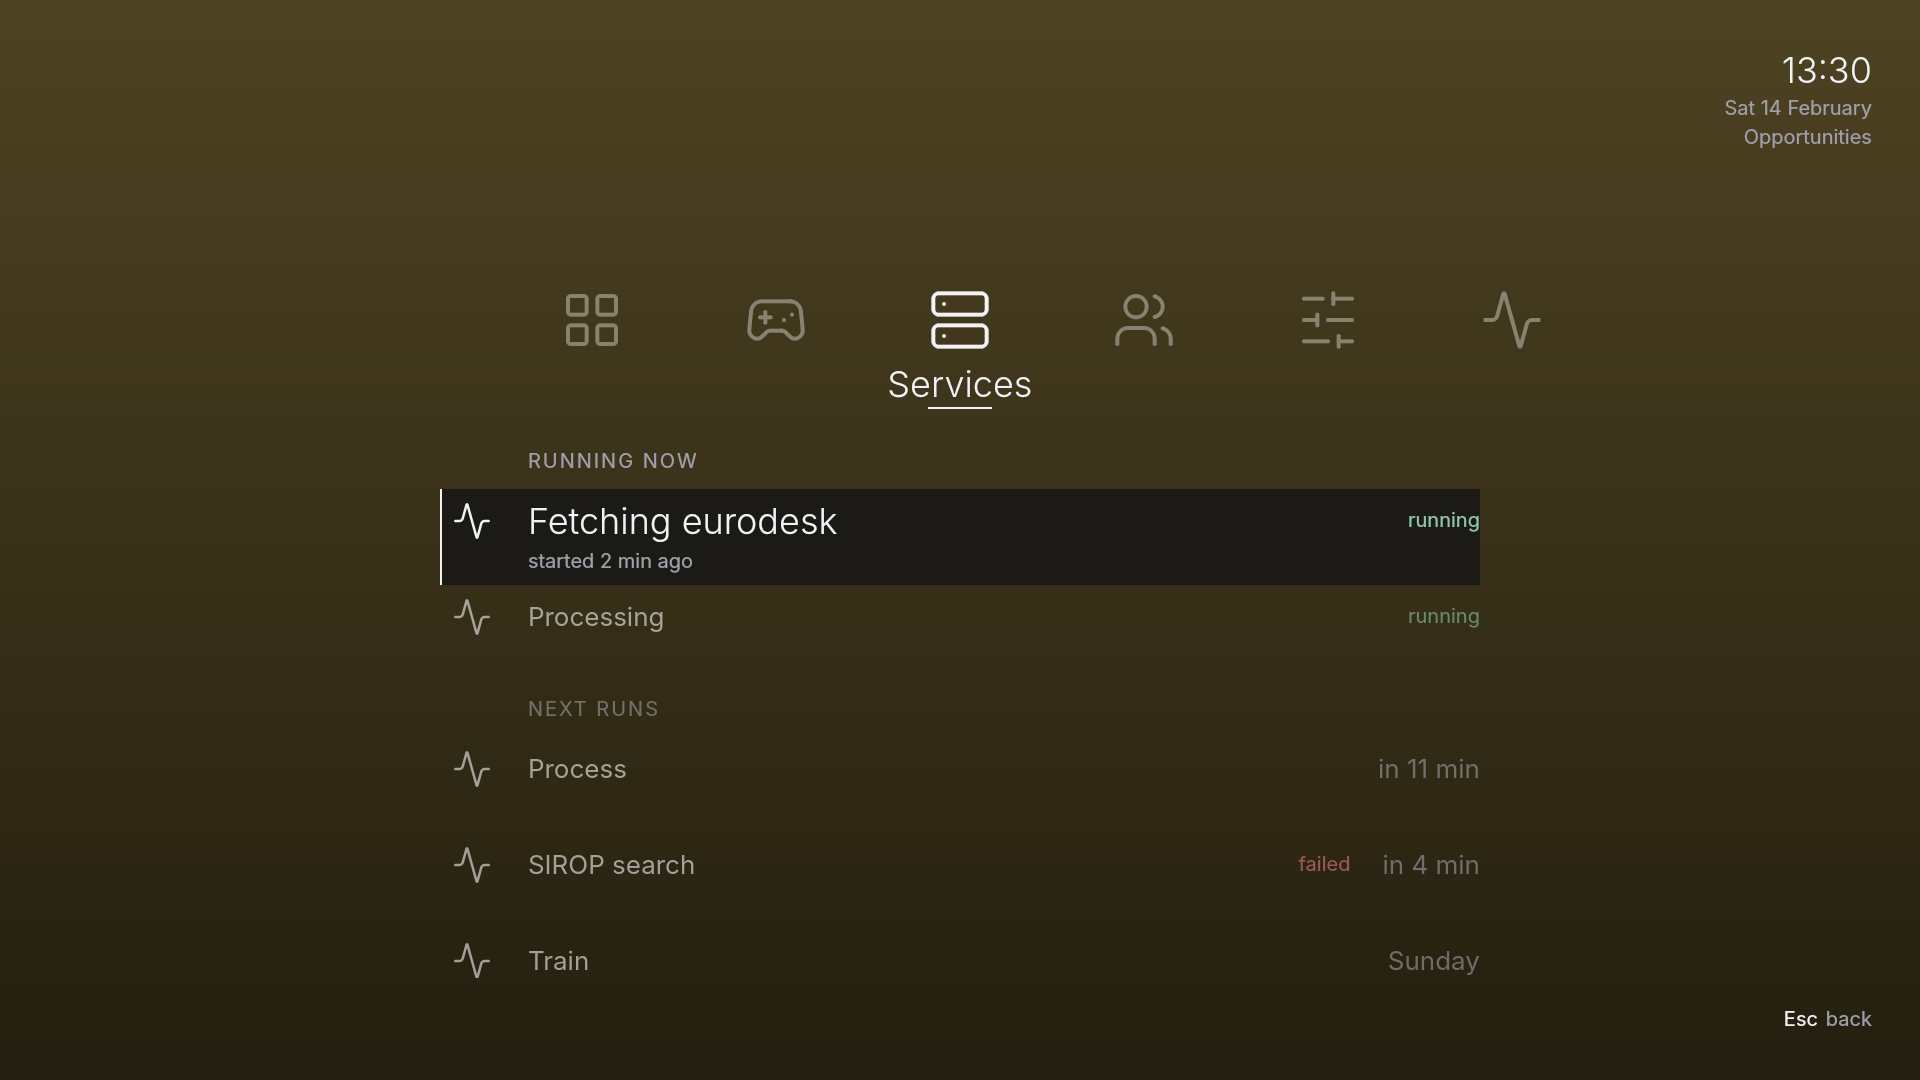 13:30
Sat 14 February
Opportunities
Services
RUNNING NOW
Fetching eurodesk running
started 2 min ago
Processing running
NEXT RUNS
Process in 11 min
SIROP search failed in 4 min
Train Sunday
Esc back